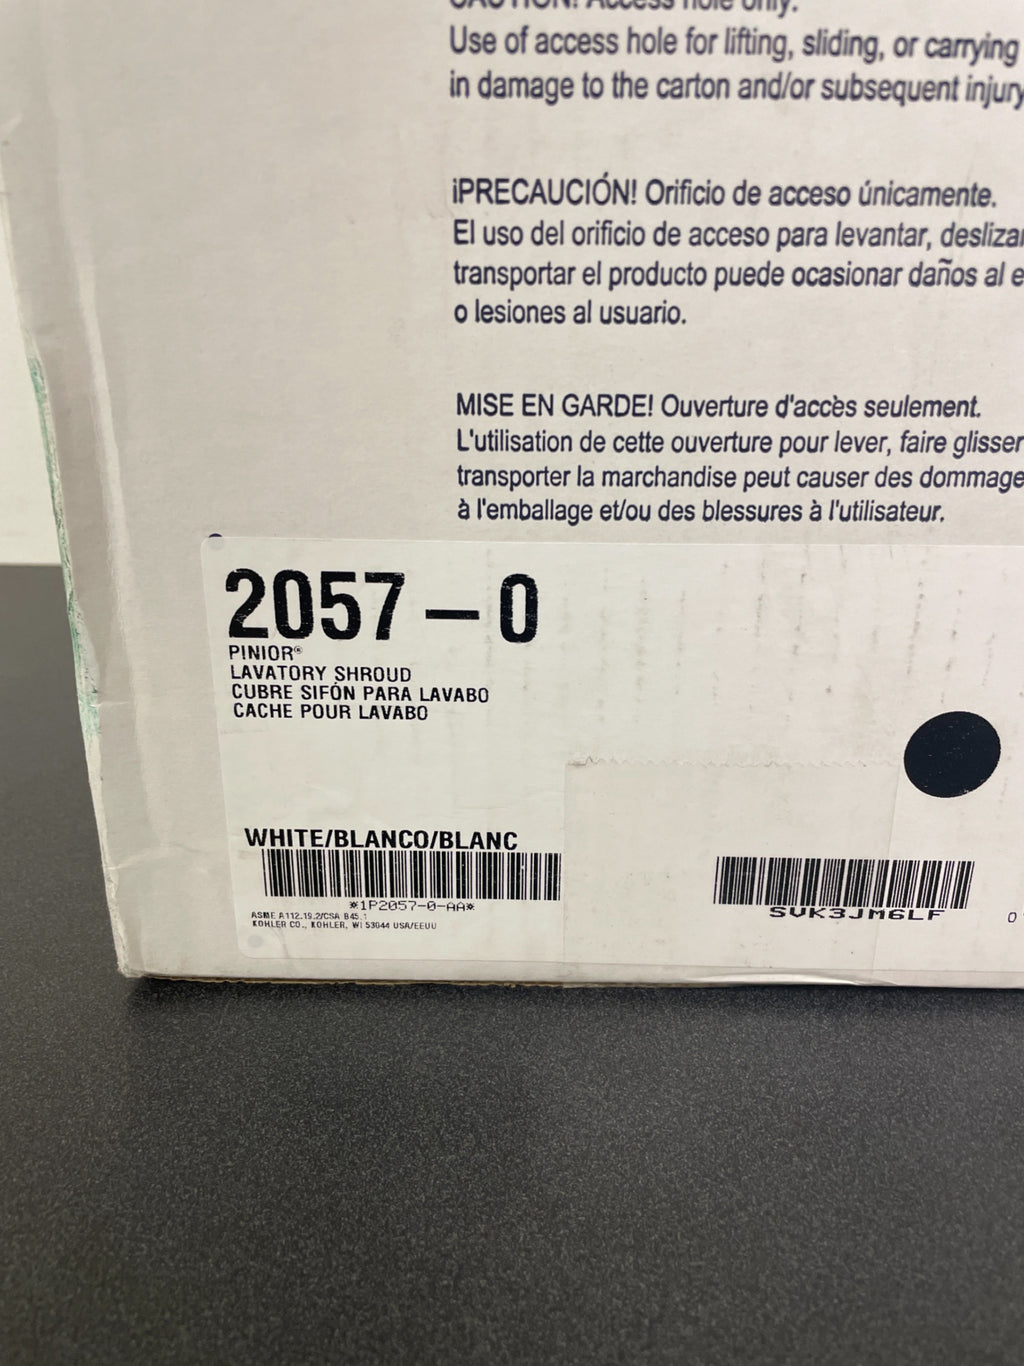 CAUTION! Access hole only.
Use of access hole for lifting, sliding, or carrying
in damage to the carton and/or subsequent injury
¡PRECAUCIÓN! Orificio de acceso únicamente.
El uso del orificio de acceso para levantar, deslizar
transportar el producto puede ocasionar daños al e
o lesiones al usuario.
MISE EN GARDE! Ouverture d'accès seulement.
L'utilisation de cette ouverture pour lever, faire glisser
transporter la marchandise peut causer des dommage
à l'emballage et/ou des blessures à l'utilisateur.
2057-0
PINIOR®
LAVATORY SHROUD
CUBRE SIFÓN PARA LAVABO
CACHE POUR LAVABO
WHITE/BLANCO/BLANC
*1P2057-0-AA*
SVK3JM6LF
0
ASME A112.19.2/CSA B45.1
KOHLER CO., KOHLER, WI 53044 USA/EEUU